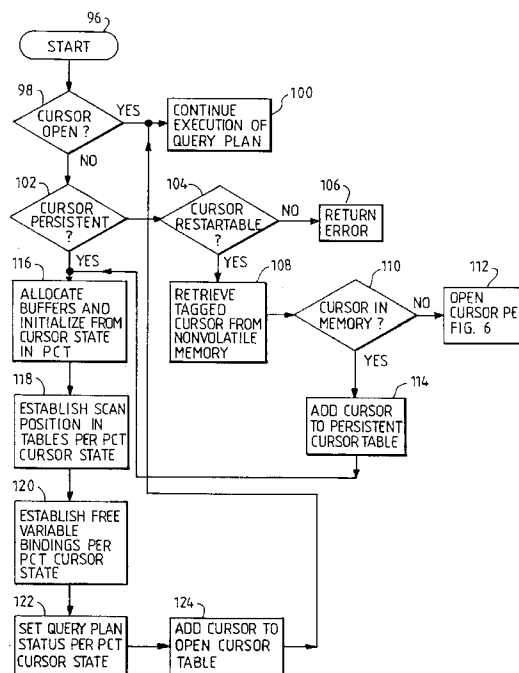 96
START
98
CURSOR
OPEN ?
YES
100
CONTINUE
EXECUTION OF
QUERY PLAN
NO
102
CURSOR
PERSISTENT
?
YES
104
CURSOR
RESTARTABLE
?
NO
106
RETURN
ERROR
YES
108
RETRIEVE
TAGGED
CURSOR FROM
NONVOLATILE
MEMORY
110
CURSOR IN
MEMORY ?
NO
112
OPEN
CURSOR PE
FIG. 6
YES
114
ADD CURSOR
TO PERSISTENT
CURSOR TABLE
116
ALLOCATE
BUFFERS AND
INITIALIZE FROM
CURSOR STATE
IN PCT
118
ESTABLISH SCAN
POSITION IN
TABLES PER PCT
CURSOR STATE
120
ESTABLISH FREE
VARIABLE
BINDINGS PER
PCT CURSOR
STATE
122
SET QUERY PLAN
STATUS PER PCT
CURSOR STATE
124
ADD CURSOR TO
OPEN CURSOR
TABLE